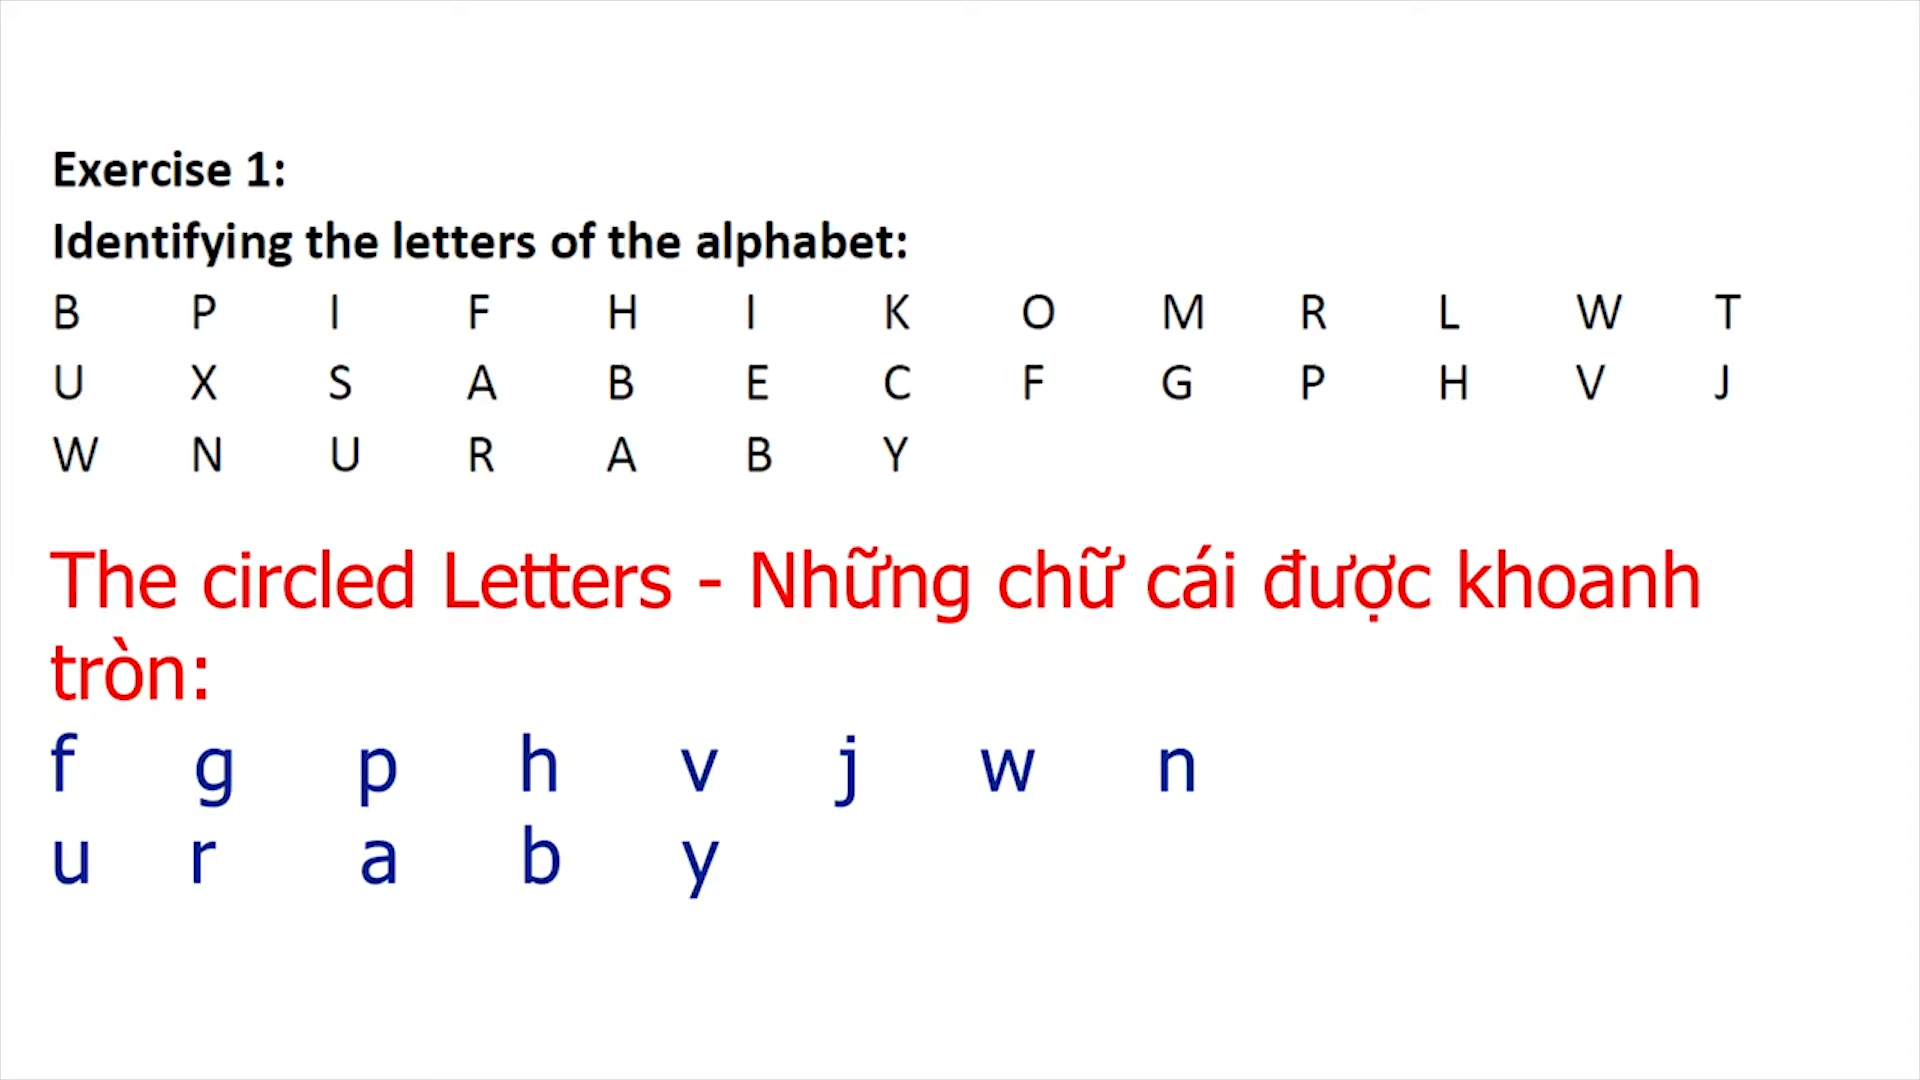 Exercise 1:
Identifying the letters of the alphabet:
B P I F H I K O M R L W T
U X S A B E C F G P H V J
W N U R A B Y
The circled Letters - Những chữ cái được khoanh
tròn:
f g p h v j w n
u r a b y